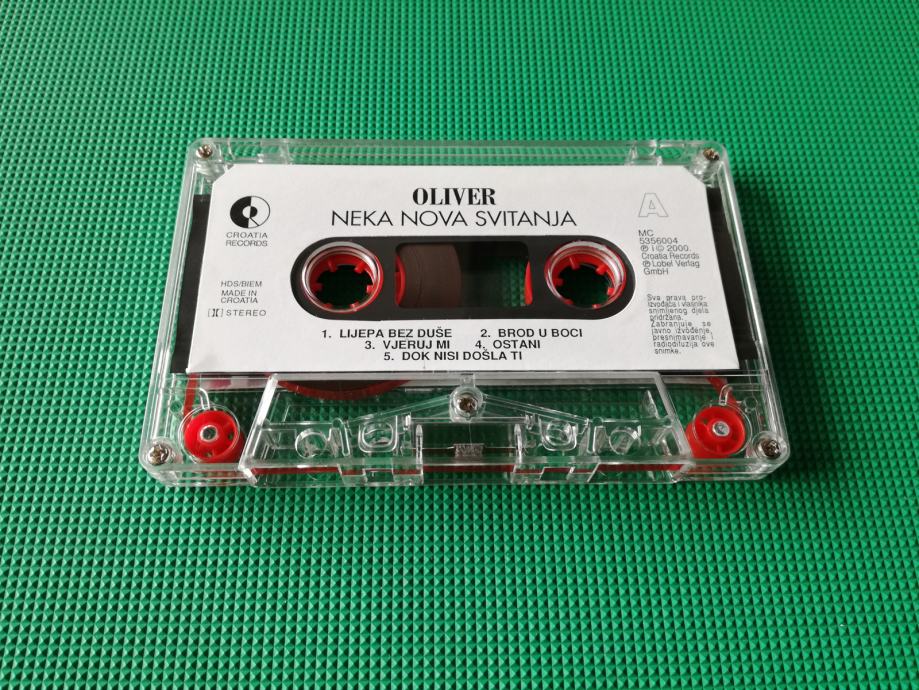 OLIVER
NEKA NOVA SVITANJA
A
CROATIA
RECORDS
HDS/BIEM
MADE IN
CROATIA
STEREO
MC
5356004
℗ i © 2000.
Croatia Records
℗ Lobel Verlag
GmbH
Sva prava pro-
izvođača i vlasnika
snimljenog djela
pridržana.
Zabranjuje se
javno izvođenje,
presnimavanje i
radiodifuzija ove
snimke.
1. LIJEPA BEZ DUŠE 2. BROD U BOCI
3. VJERUJ MI 4. OSTANI
5. DOK NISI DOŠLA TI